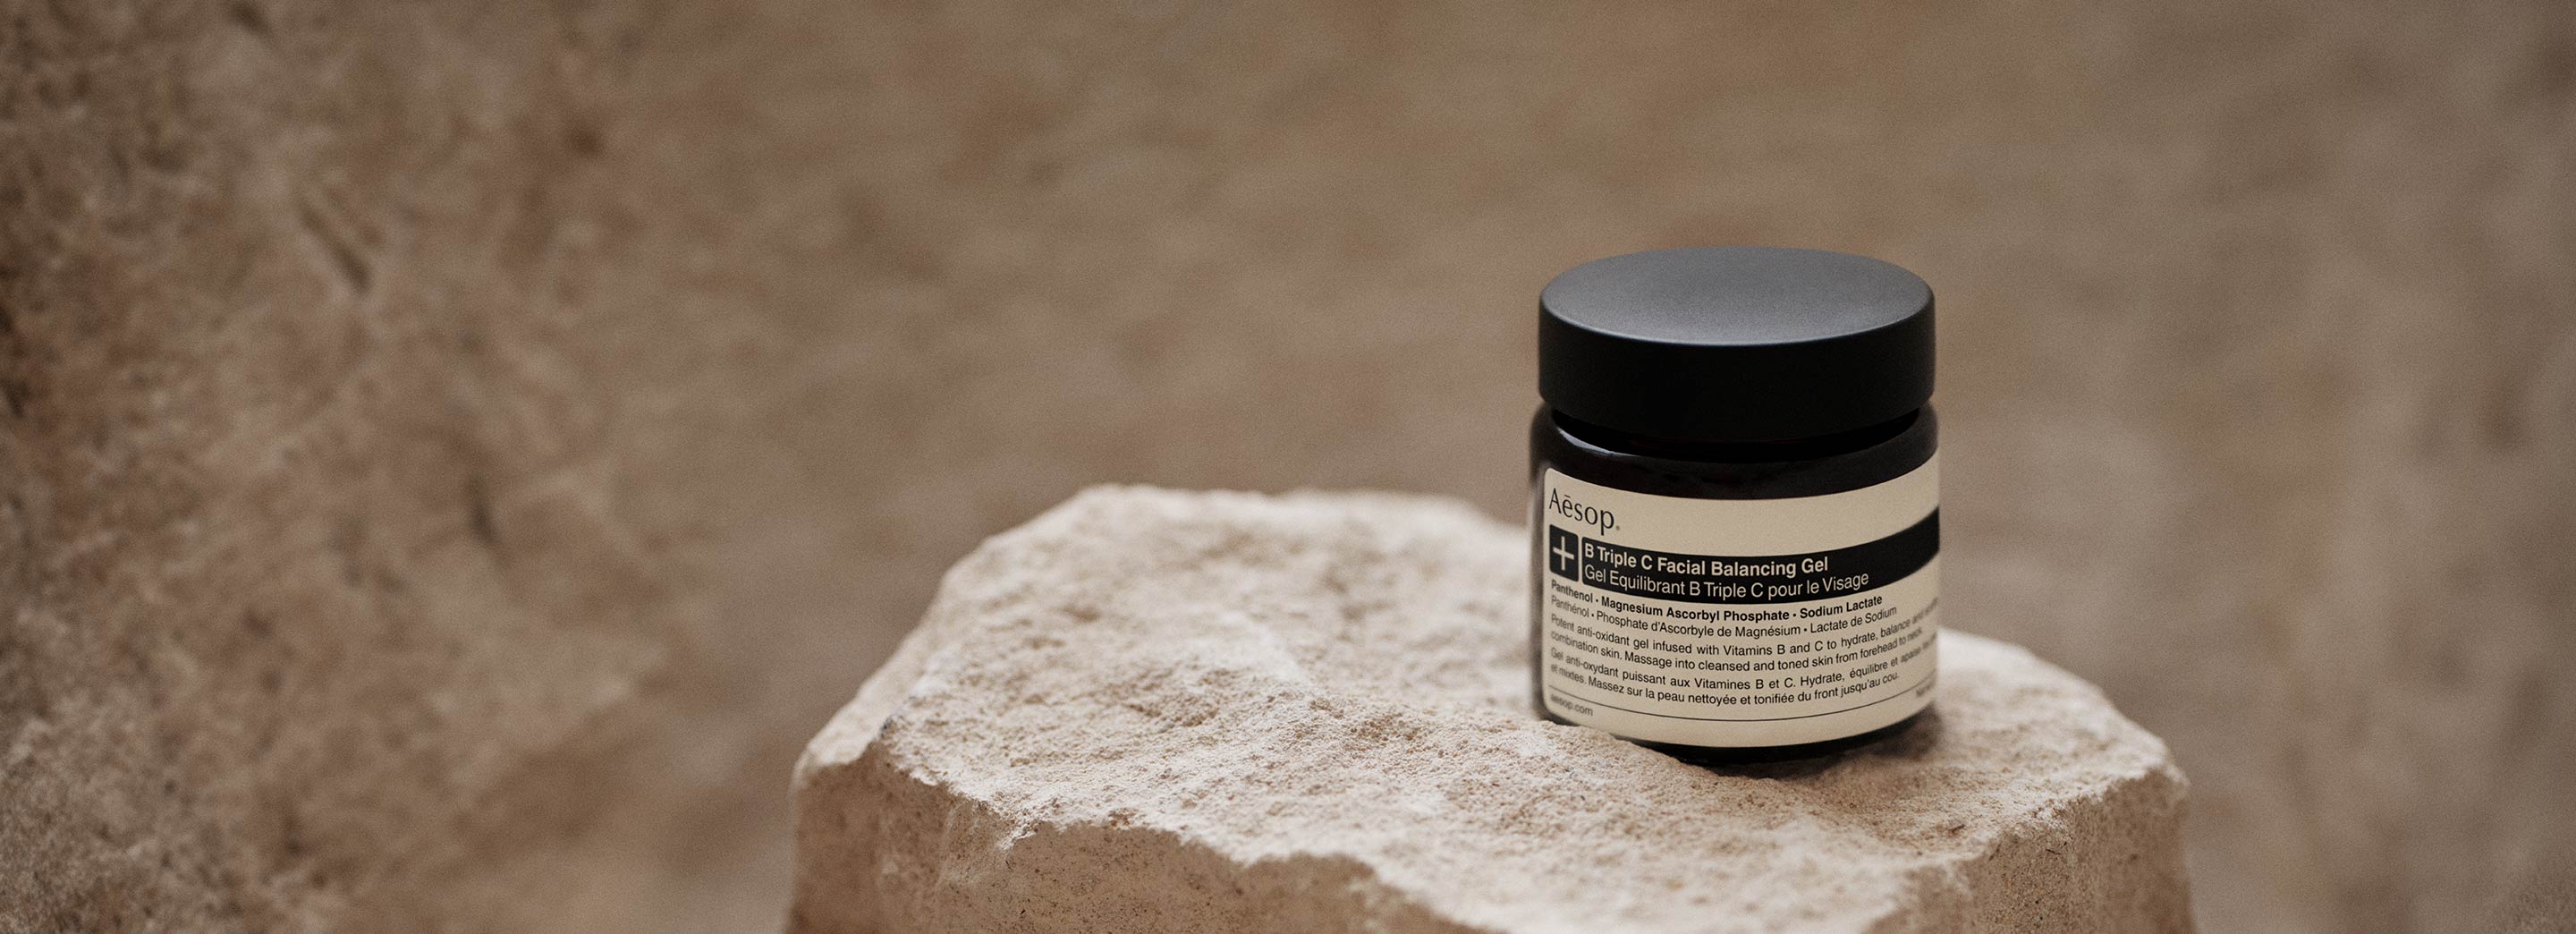 Aēsop.
B Triple C Facial Balancing Gel
Gel Equilibrant B Triple C pour le Visage
Panthenol • Magnesium Ascorbyl Phosphate • Sodium Lactate
Panthénol • Phosphate d'Ascorbyle de Magnésium • Lactate de Sodium
Potent anti-oxidant gel infused with Vitamins B and C to hydrate, balance and
combination skin. Massage into cleansed and toned skin from forehead to neck.
Gel anti-oxydant puissant aux Vitamines B et C. Hydrate, équilibre et apaise
et mixtes. Massez sur la peau nettoyée et tonifiée du front jusqu'au cou.
aesop.com